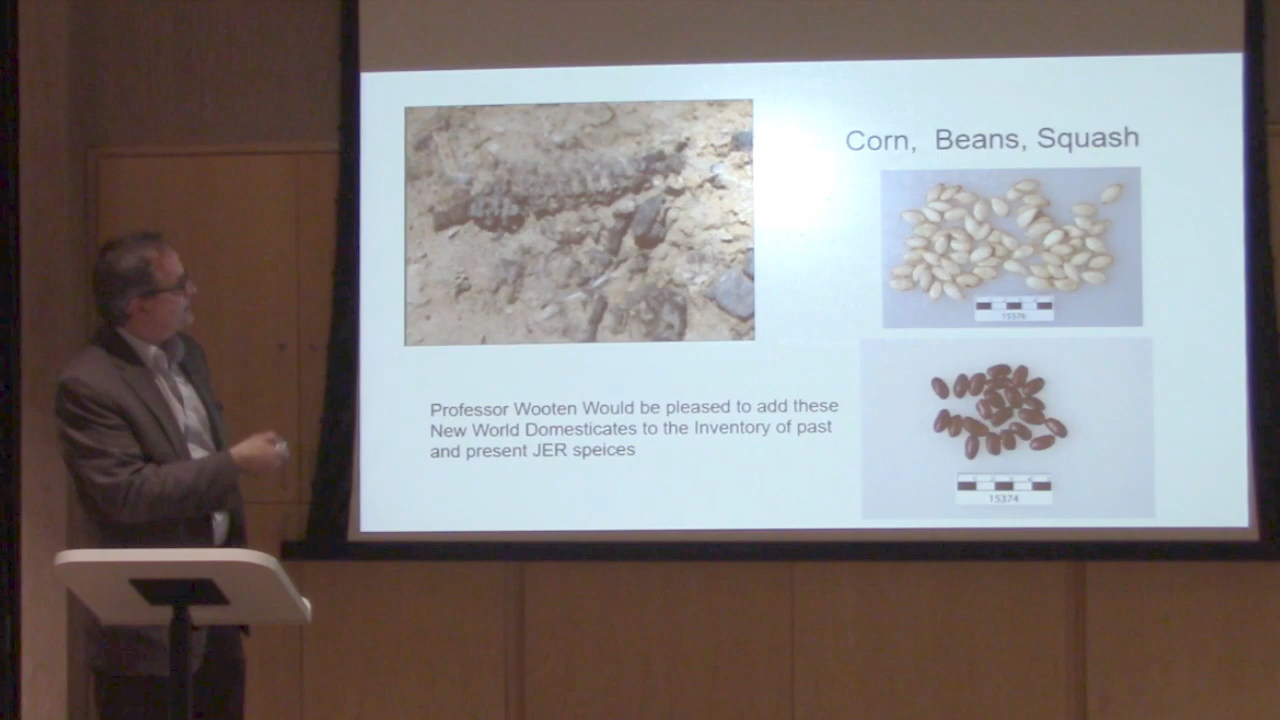 Corn, Beans, Squash
15376
Professor Wooten Would be pleased to add these
New World Domesticates to the Inventory of past
and present JER speices
15374